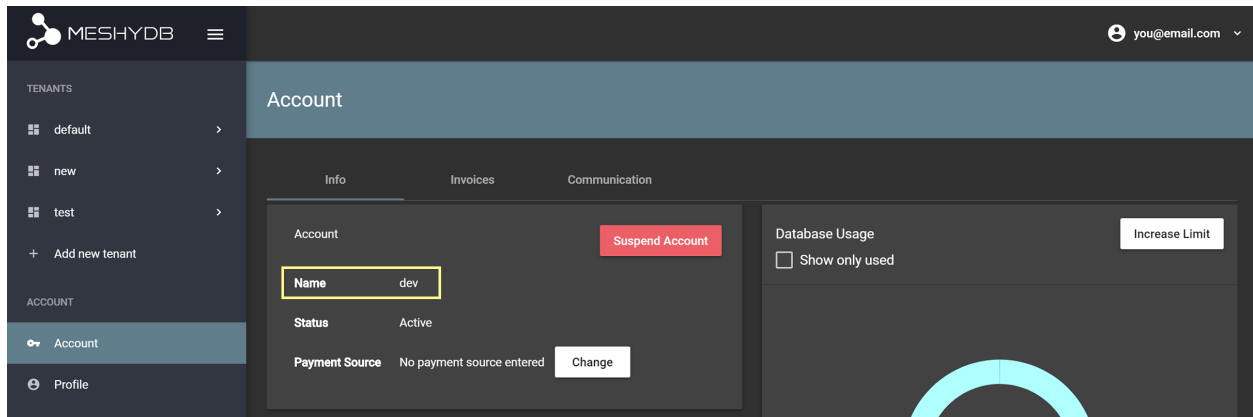 MESHYDB
you@email.com
TENANTS
default
new
test
+ Add new tenant
ACCOUNT
Account
Profile
Account
Info Invoices Communication
Account
Suspend Account
Name dev
Status Active
Payment Source No payment source entered Change
Database Usage
Increase Limit
Show only used